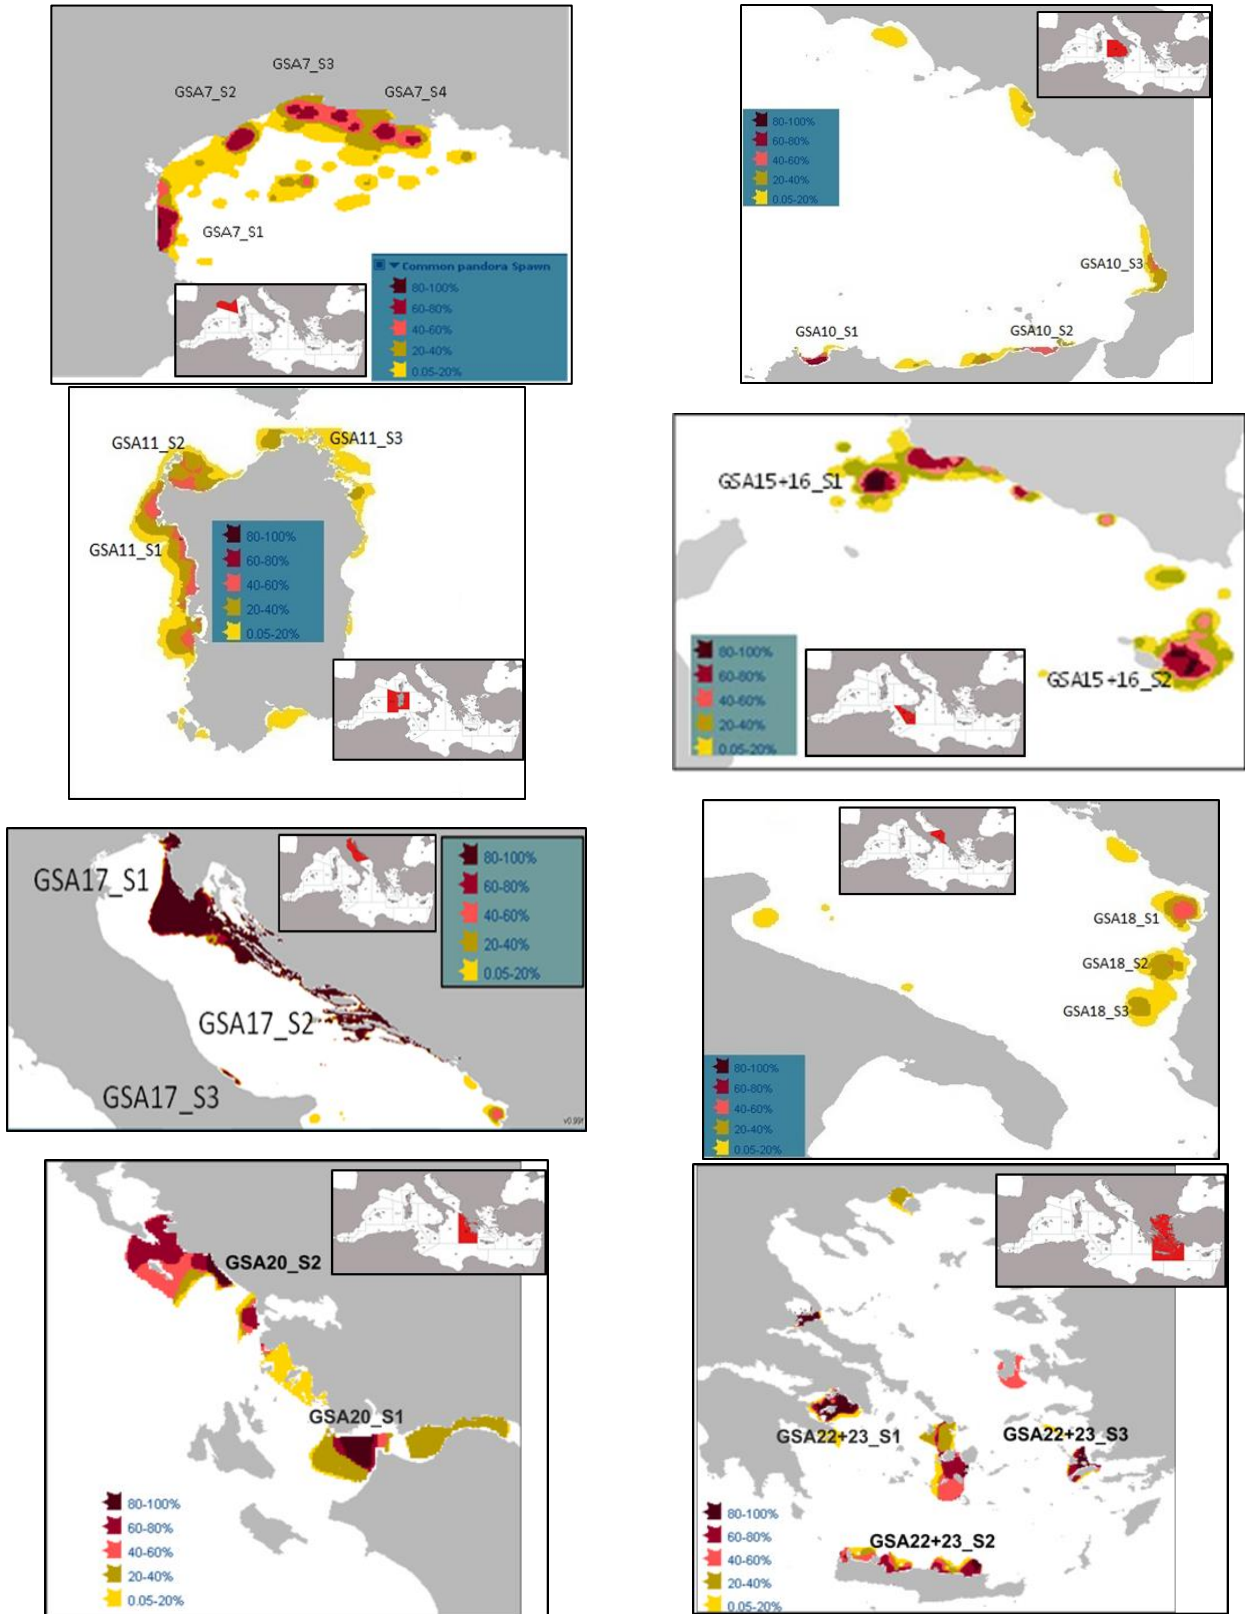 GSA7_S3
GSA7_S2
GSA7_S4
GSA7_S1
Common pandora Spawn
80-100%
60-80%
40-60%
20-40%
0.05-20%
80-100%
60-80%
40-60%
20-40%
0.05-20%
GSA10_S3
GSA10_S1
GSA10_S2
GSA11_S2
GSA11_S3
GSA11_S1
80-100%
60-80%
40-60%
20-40%
0.05-20%
GSA15+16_S1
GSA15+16_S2
80-100%
60-80%
40-60%
20-40%
0.05-20%
GSA17_S1
GSA17_S2
GSA17_S3
80-100%
60-80%
40-60%
20-40%
0.05-20%
GSA18_S1
GSA18_S2
GSA18_S3
80-100%
60-80%
40-60%
20-40%
0.05-20%
GSA20_S2
GSA20_S1
80-100%
60-80%
40-60%
20-40%
0.05-20%
GSA22+23_S1
GSA22+23_S3
GSA22+23_S2
80-100%
60-80%
40-60%
20-40%
0.05-20%